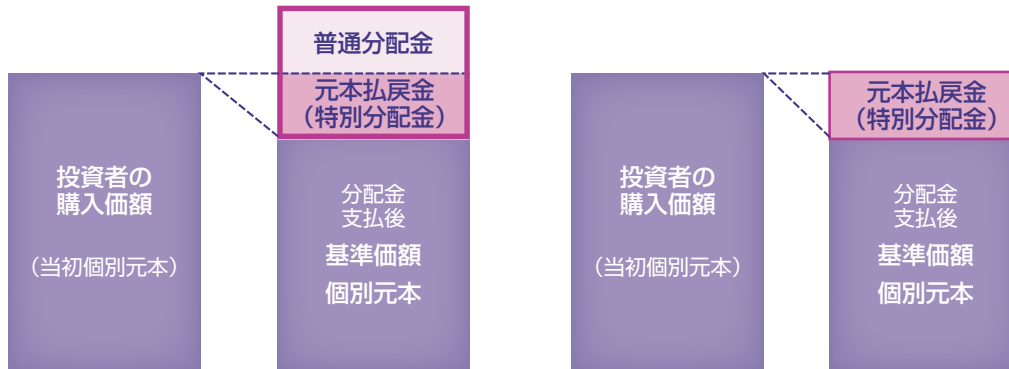 普通分配金
元本払戻金
（特別分配金）
投資者の
購入価額
（当初個別元本）
分配金
支払後
基準価額
個別元本
元本払戻金
（特別分配金）
投資者の
購入価額
（当初個別元本）
分配金
支払後
基準価額
個別元本